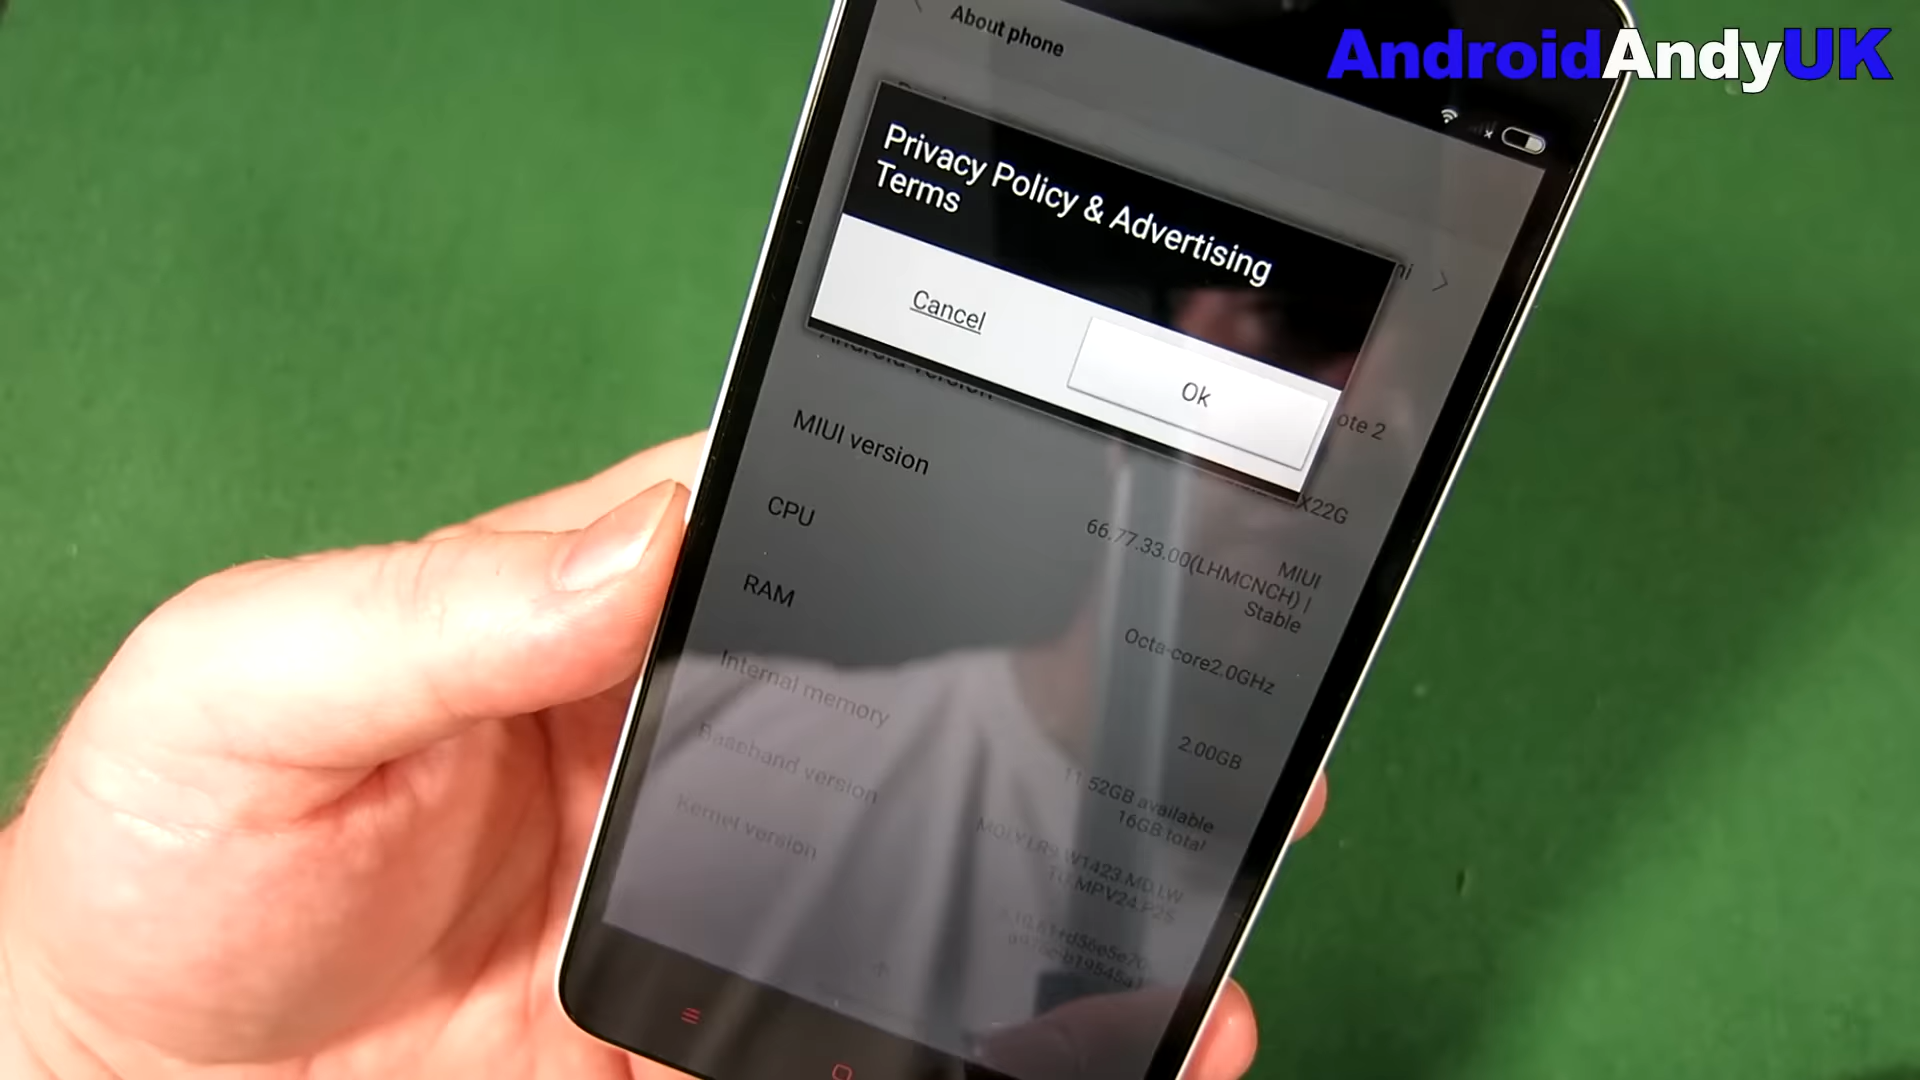 AndroidAndyUK
About phone
Privacy Policy & Advertising
Terms
Cancel
Ok
Android version
ote 2
X22G
MIUI version
MIUI
66.77.33.00(LHMCNCH) |
Stable
CPU
Octa-core2.0GHz
RAM
2.00GB
Internal memory
11.52GB available
16GB total
Baseband version
Kernel version